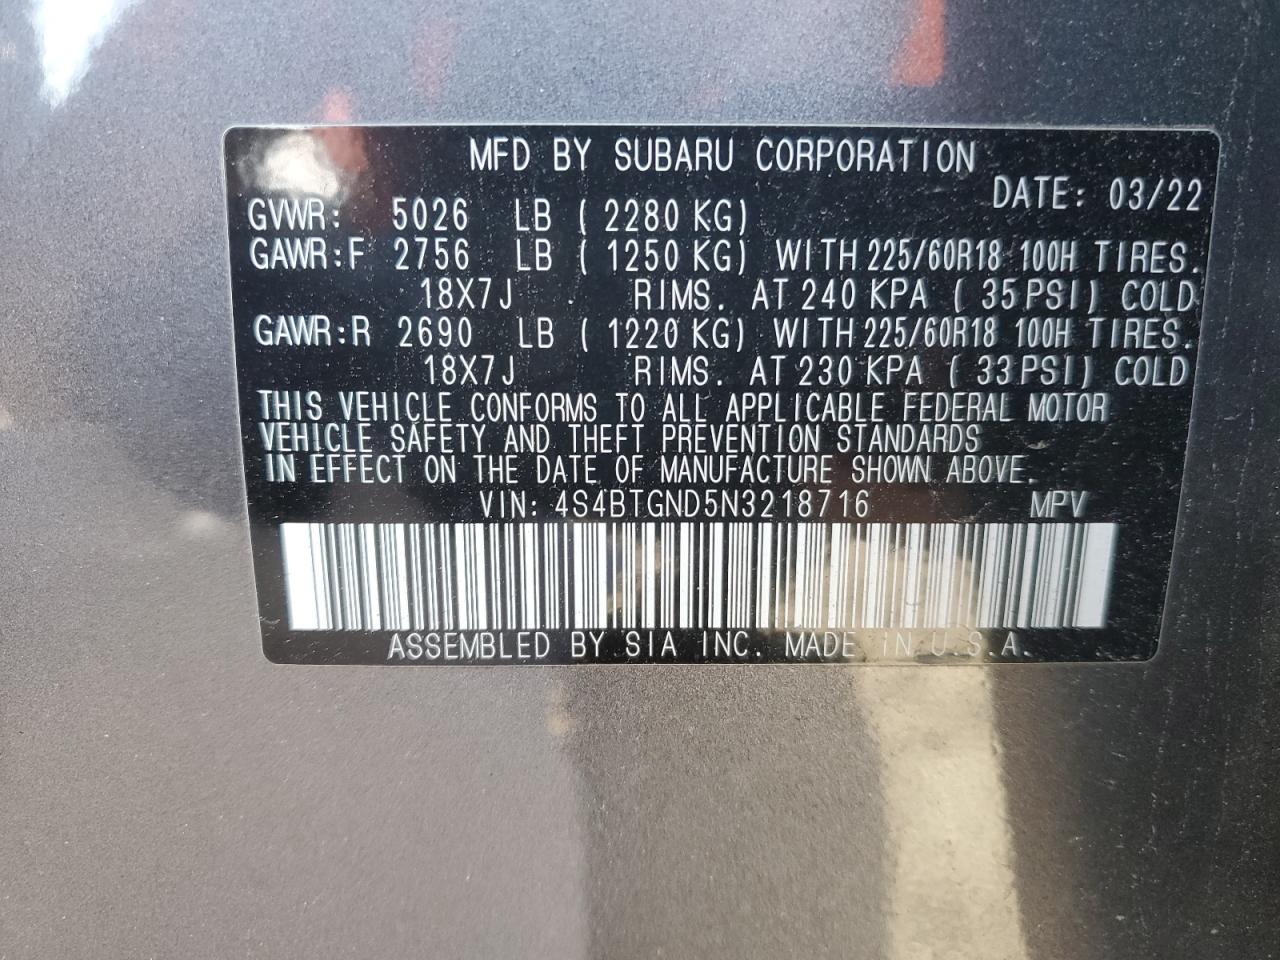 MFD BY SUBARU CORPORATION
DATE: 03/22
GVWR: 5026 LB ( 2280 KG)
GAWR:F 2756 LB ( 1250 KG) WITH 225/60R18 100H TIRES.
18X7J RIMS. AT 240 KPA ( 35 PSI) COLD
GAWR:R 2690 LB ( 1220 KG) WITH 225/60R18 100H TIRES.
18X7J RIMS. AT 230 KPA ( 33 PSI) COLD
THIS VEHICLE CONFORMS TO ALL APPLICABLE FEDERAL MOTOR
VEHICLE SAFETY AND THEFT PREVENTION STANDARDS
IN EFFECT ON THE DATE OF MANUFACTURE SHOWN ABOVE.
VIN: 4S4BTGND5N3218716 MPV
ASSEMBLED BY SIA INC. MADE IN U.S.A.